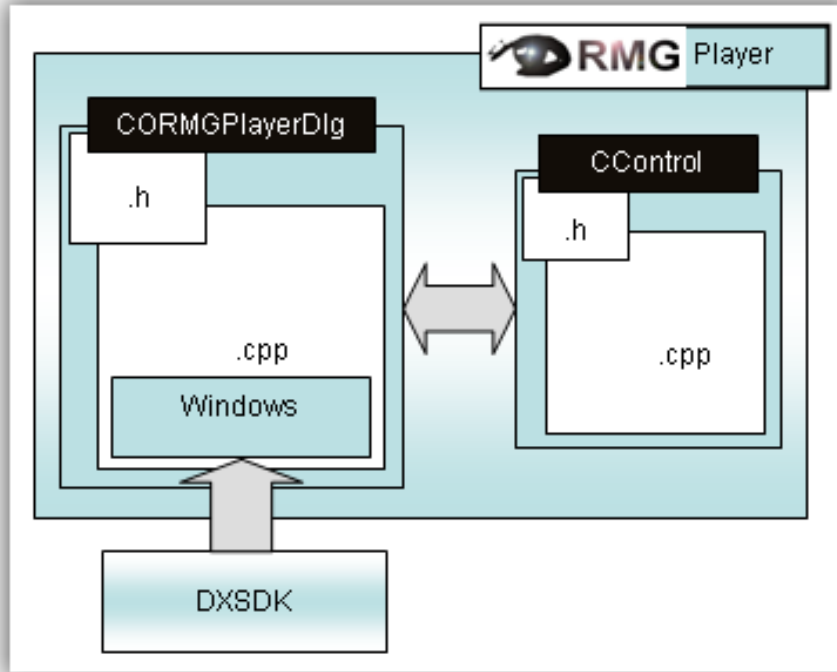 RMG Player
CORMGPlayerDlg
.h
.cpp
Windows
CControl
.h
.cpp
DXSDK